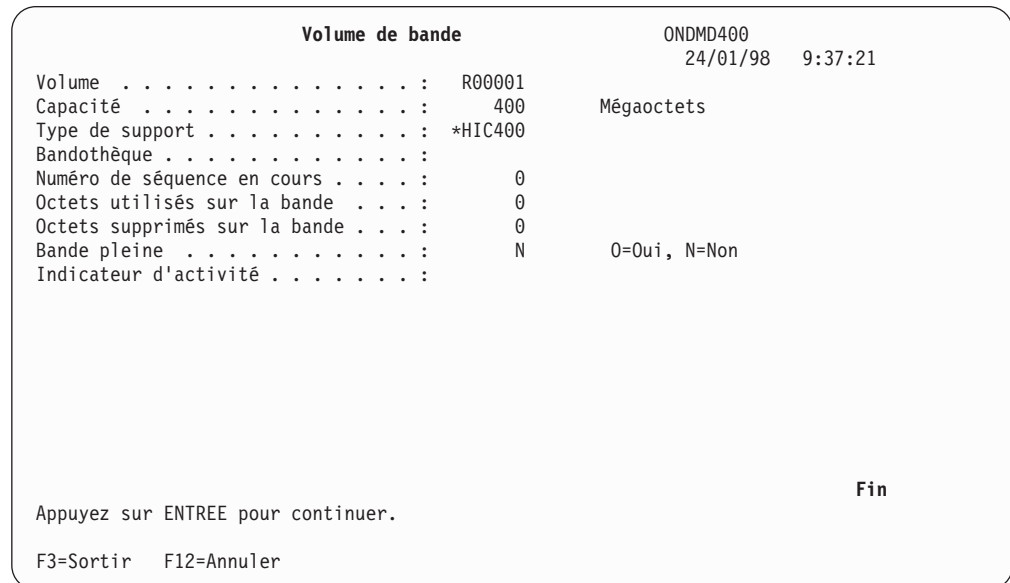 Volume de bande ONDMD400
24/01/98 9:37:21
Volume . . . . . . . . . . . . . . : R00001
Capacité . . . . . . . . . . . . . : 400 Mégaoctets
Type de support . . . . . . . . . . : *HIC400
Bandothèque . . . . . . . . . . . . :
Numéro de séquence en cours . . . . : 0
Octets utilisés sur la bande . . . : 0
Octets supprimés sur la bande . . . : 0
Bande pleine . . . . . . . . . . . : N O=Oui, N=Non
Indicateur d'activité . . . . . . . :
Fin
Appuyez sur ENTREE pour continuer.
F3=Sortir F12=Annuler